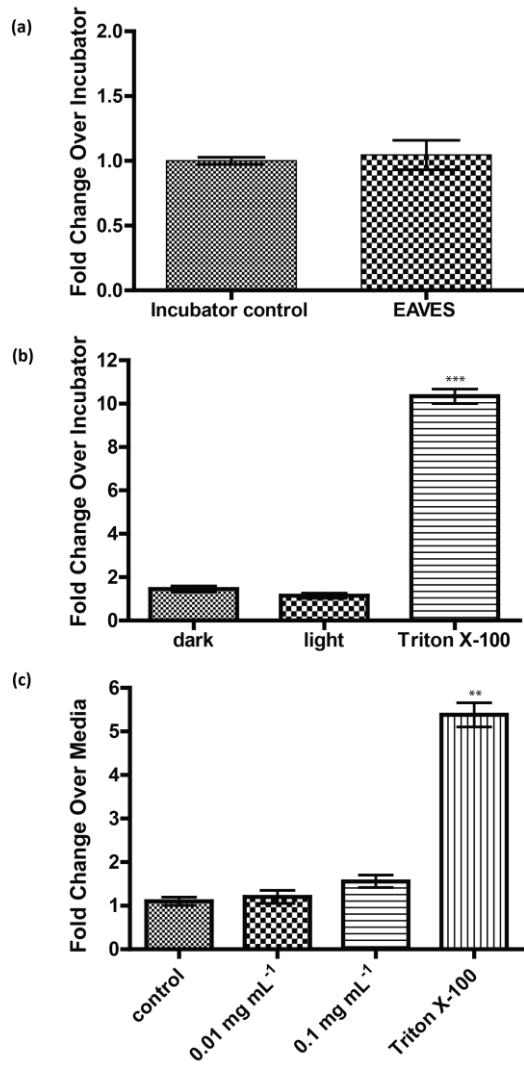 (a)
Fold Change Over Incubator
2.0
1.5
1.0
0.5
0.0
Incubator control EAVES
(b)
Fold Change Over Incubator
12
10
8
6
4
2
0
***
dark light Triton X-100
(c)
Fold Change Over Media
6
5
4
3
2
1
0
**
control
0.01 mg mL⁻¹
0.1 mg mL⁻¹
Triton X-100